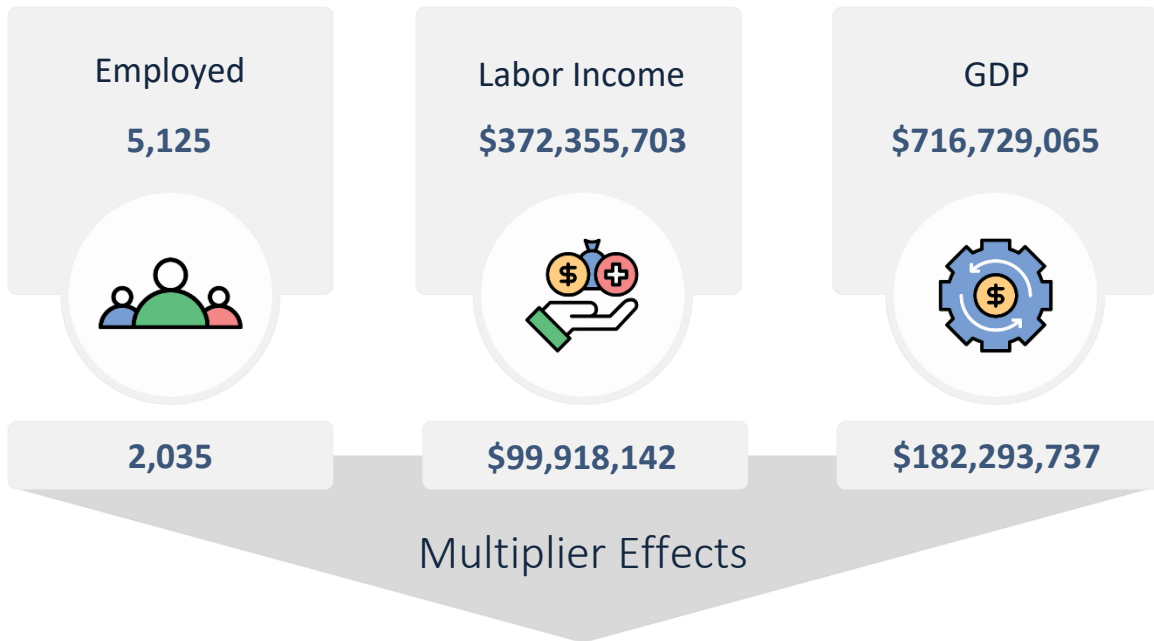 Employed
5,125
Labor Income
$372,355,703
GDP
$716,729,065
2,035
$99,918,142
$182,293,737
Multiplier Effects